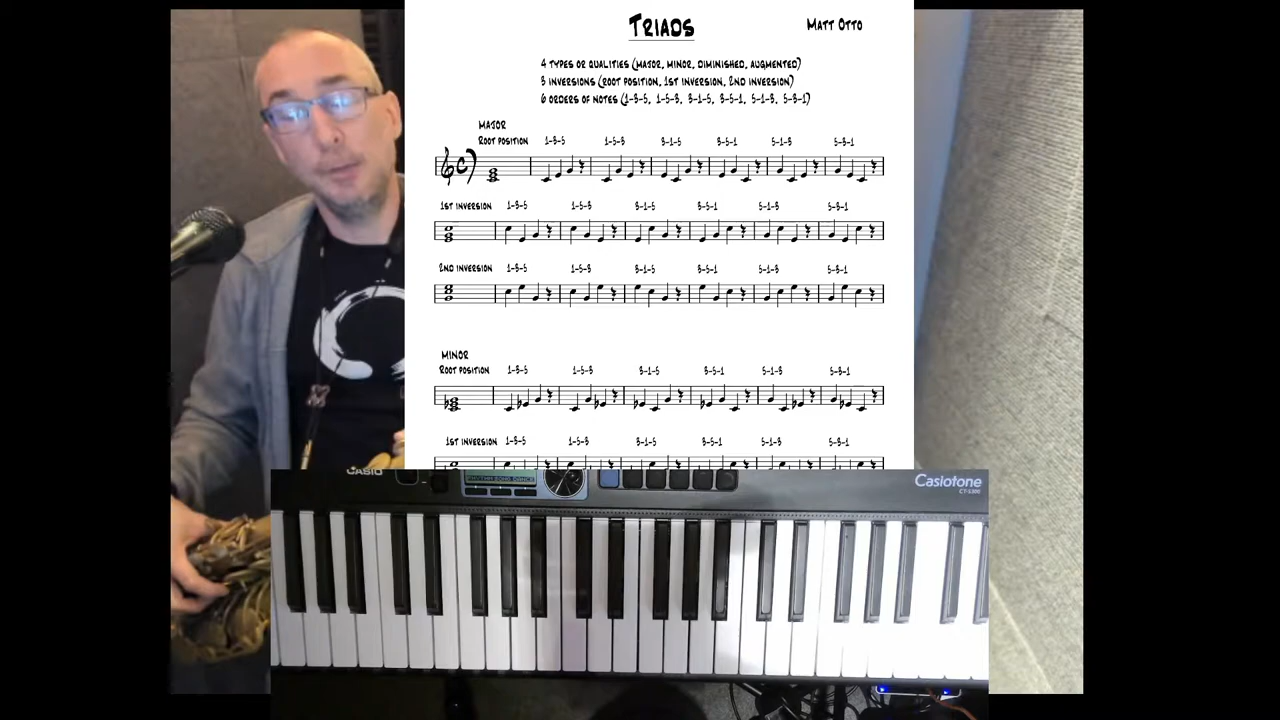 TRIADS
MATT OTTO
4 TYPES OR QUALITIES (MAJOR, MINOR, DIMINISHED, AUGMENTED)
3 INVERSIONS (ROOT POSITION, 1ST INVERSION, 2ND INVERSION)
6 ORDERS OF NOTES (1-3-5, 1-5-3, 3-1-5, 3-5-1, 5-1-3, 5-3-1)
MAJOR
ROOT POSITION 1-3-5 1-5-3 3-1-5 3-5-1 5-1-3 5-3-1
1ST INVERSION 1-3-5 1-5-3 3-1-5 3-5-1 5-1-3 5-3-1
2ND INVERSION 1-3-5 1-5-3 3-1-5 3-5-1 5-1-3 5-3-1
MINOR
ROOT POSITION 1-3-5 1-5-3 3-1-5 3-5-1 5-1-3 5-3-1
1ST INVERSION 1-3-5 1-5-3 3-1-5 3-5-1 5-1-3 5-3-1
CASIO
Casiotone
CT-S300